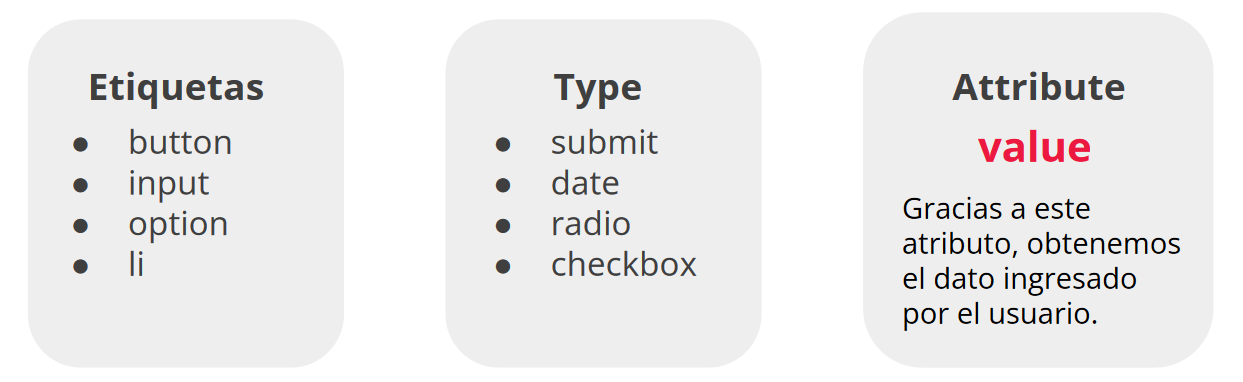 Etiquetas
● button
● input
● option
● li
Type
● submit
● date
● radio
● checkbox
Attribute
value
Gracias a este
atributo, obtenemos
el dato ingresado
por el usuario.